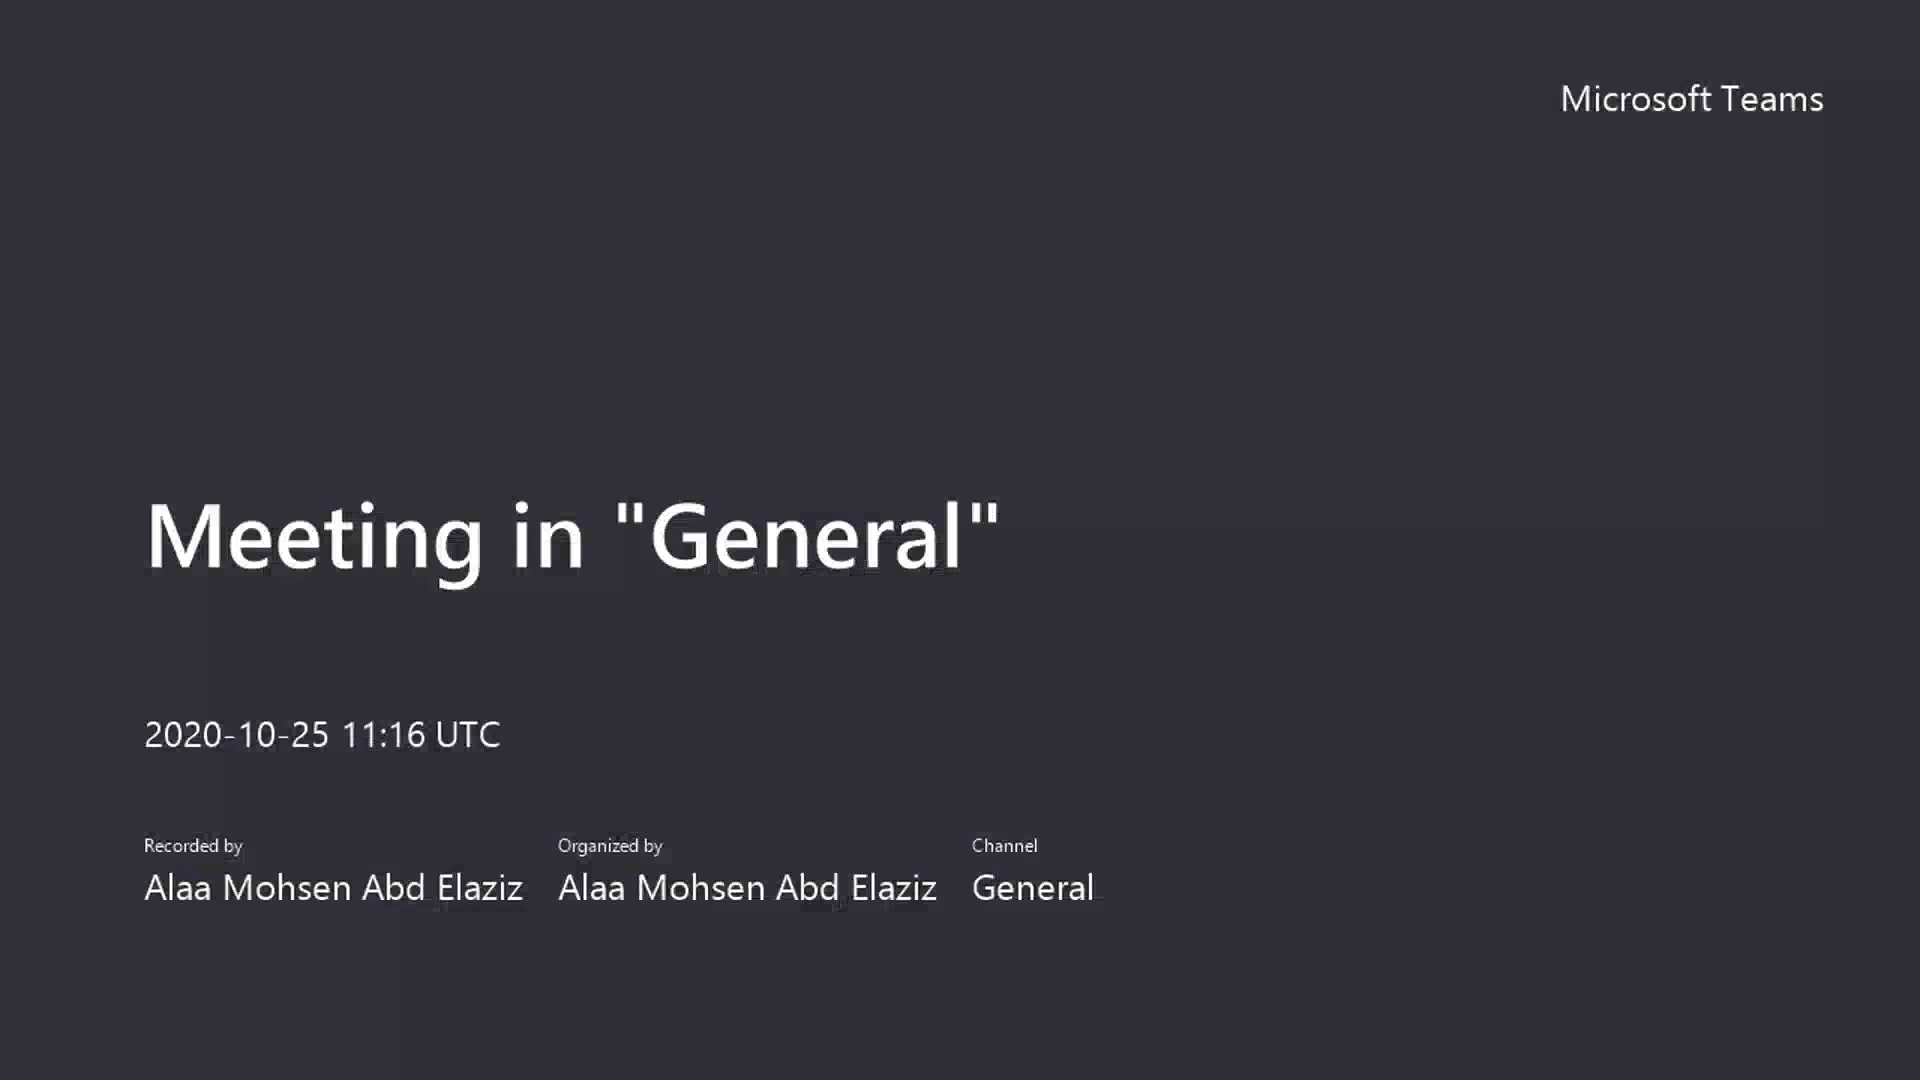 Microsoft Teams
Meeting in "General"
2020-10-25 11:16 UTC
Recorded by Organized by Channel
Alaa Mohsen Abd Elaziz Alaa Mohsen Abd Elaziz General